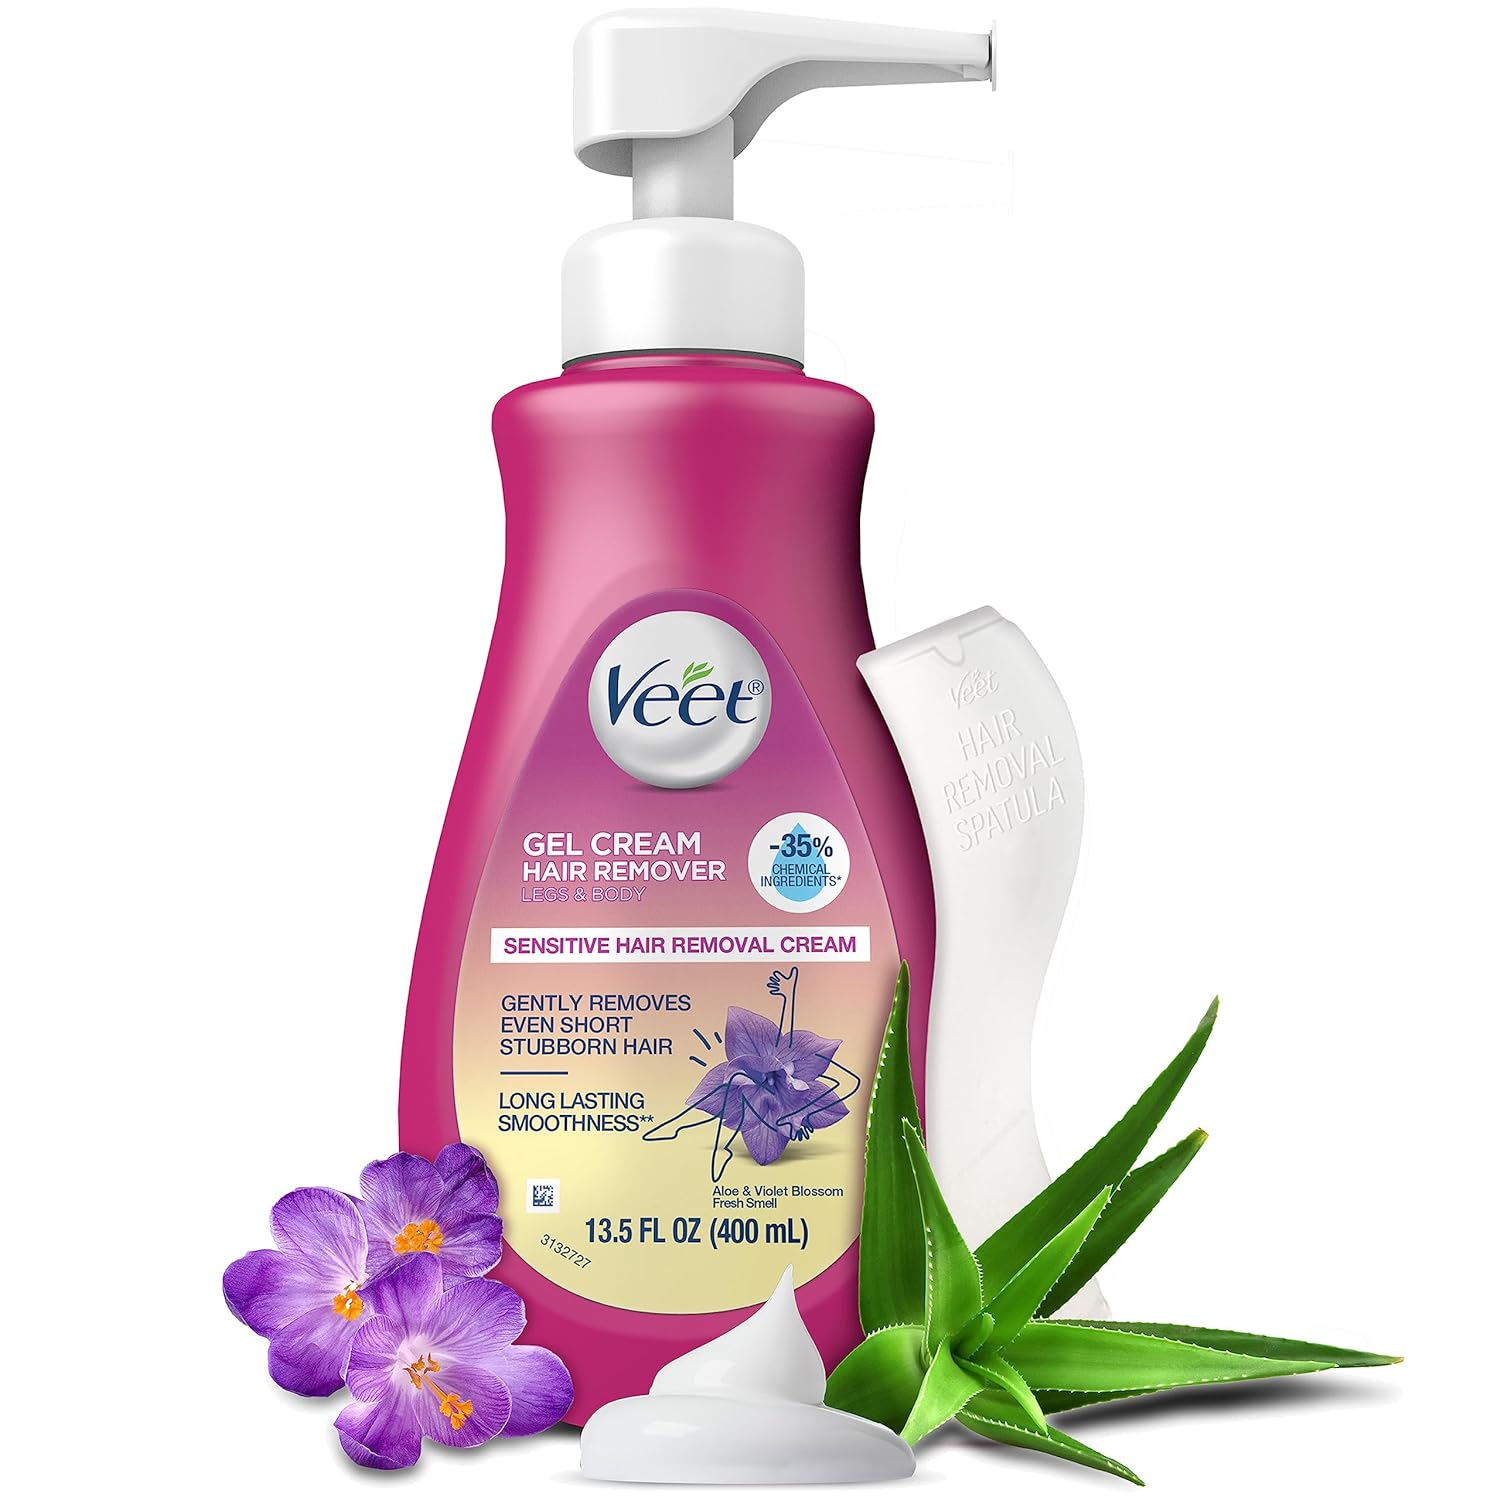 Veet®
GEL CREAM
HAIR REMOVER
LEGS & BODY
-35%
CHEMICAL
INGREDIENTS*
SENSITIVE HAIR REMOVAL CREAM
GENTLY REMOVES
EVEN SHORT
STUBBORN HAIR
LONG LASTING
SMOOTHNESS**
Aloe & Violet Blossom
Fresh Smell
13.5 FL OZ (400 mL)
3132727
Veet
HAIR
REMOVAL
SPATULA